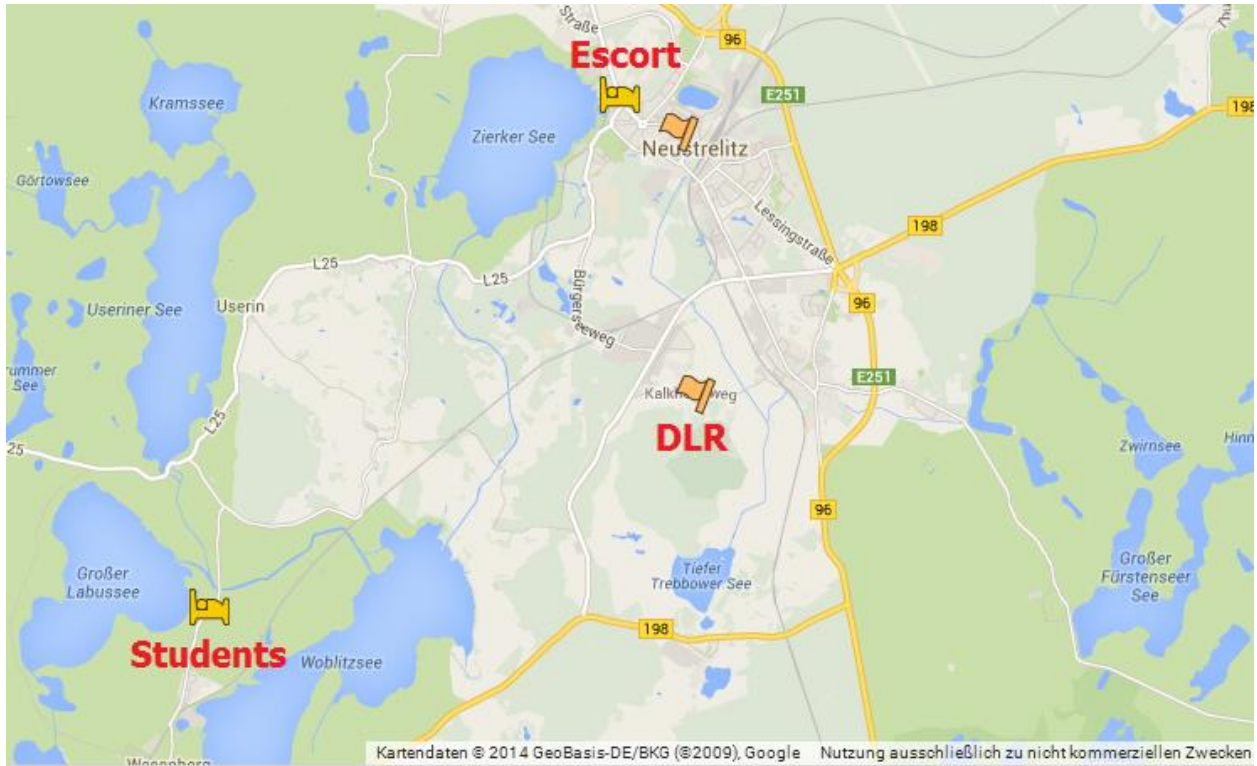 Straße
Escort
96
E251
Kramssee
Zierker See
198
Neustrelitz
Görtowsee
Lessingstraße
198
L25
L25
Bürgerseeweg
96
Useriner See
Userin
E251
See
DLR
L25
Zwirnsee
25
96
Großer
Labussee
Tiefer
Trebbower See
Großer
Fürstenseer
See
198
Students
Woblitzsee
Kartendaten © 2014 GeoBasis-DE/BKG (©2009), Google Nutzung ausschließlich zu nicht kommerziellen Zwecken